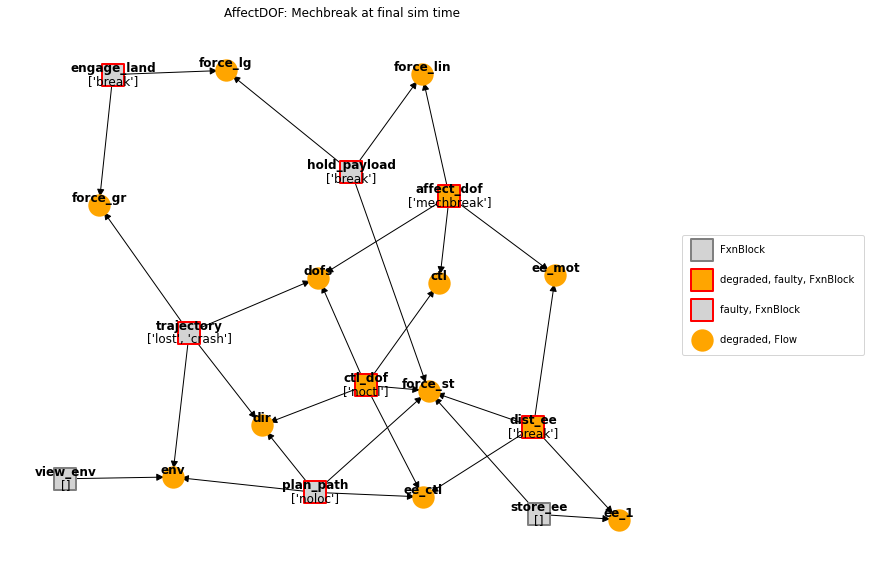 AffectDOF: Mechbreak at final sim time
engage_land
['break']
force_lg
force_lin
hold_payload
['break']
affect_dof
['mechbreak']
force_gr
dofs
ctl
ee_mot
trajectory
['lost', 'crash']
ctl_dof
['noctl']
force_st
dir
dist_ee
['break']
view_env
[]
env
plan_path
['noloc']
ee_ctl
store_ee
[]
ee_1
FxnBlock
degraded, faulty, FxnBlock
faulty, FxnBlock
degraded, Flow